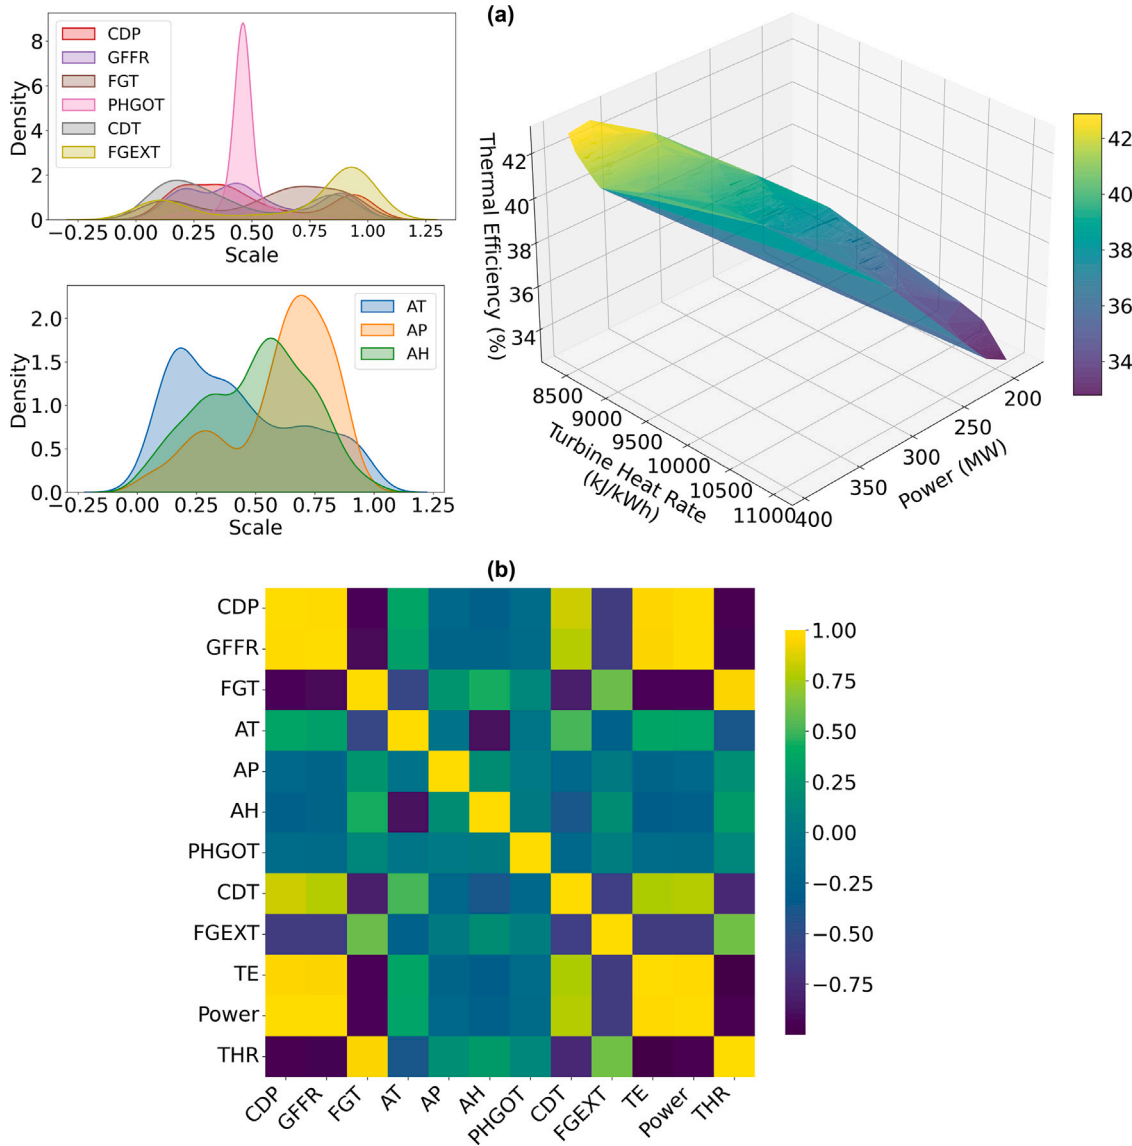 (a)
Density
8
6
4
2
0
CDP
GFFR
FGT
PHGOT
CDT
FGEXT
−0.25 0.00 0.25 0.50 0.75 1.00 1.25
Scale
Density
2.0
1.5
1.0
0.5
0.0
AT
AP
AH
−0.25 0.00 0.25 0.50 0.75 1.00 1.25
Scale
Thermal Efficiency (%)
42
40
38
36
34
8500
9000
9500
10000
10500
11000
Turbine Heat Rate
(kJ/kWh)
200
250
300
350
400
Power (MW)
42
40
38
36
34
(b)
CDP
GFFR
FGT
AT
AP
AH
PHGOT
CDT
FGEXT
TE
Power
THR
CDP GFFR FGT AT AP AH PHGOT CDT FGEXT TE Power THR
1.00
0.75
0.50
0.25
0.00
−0.25
−0.50
−0.75